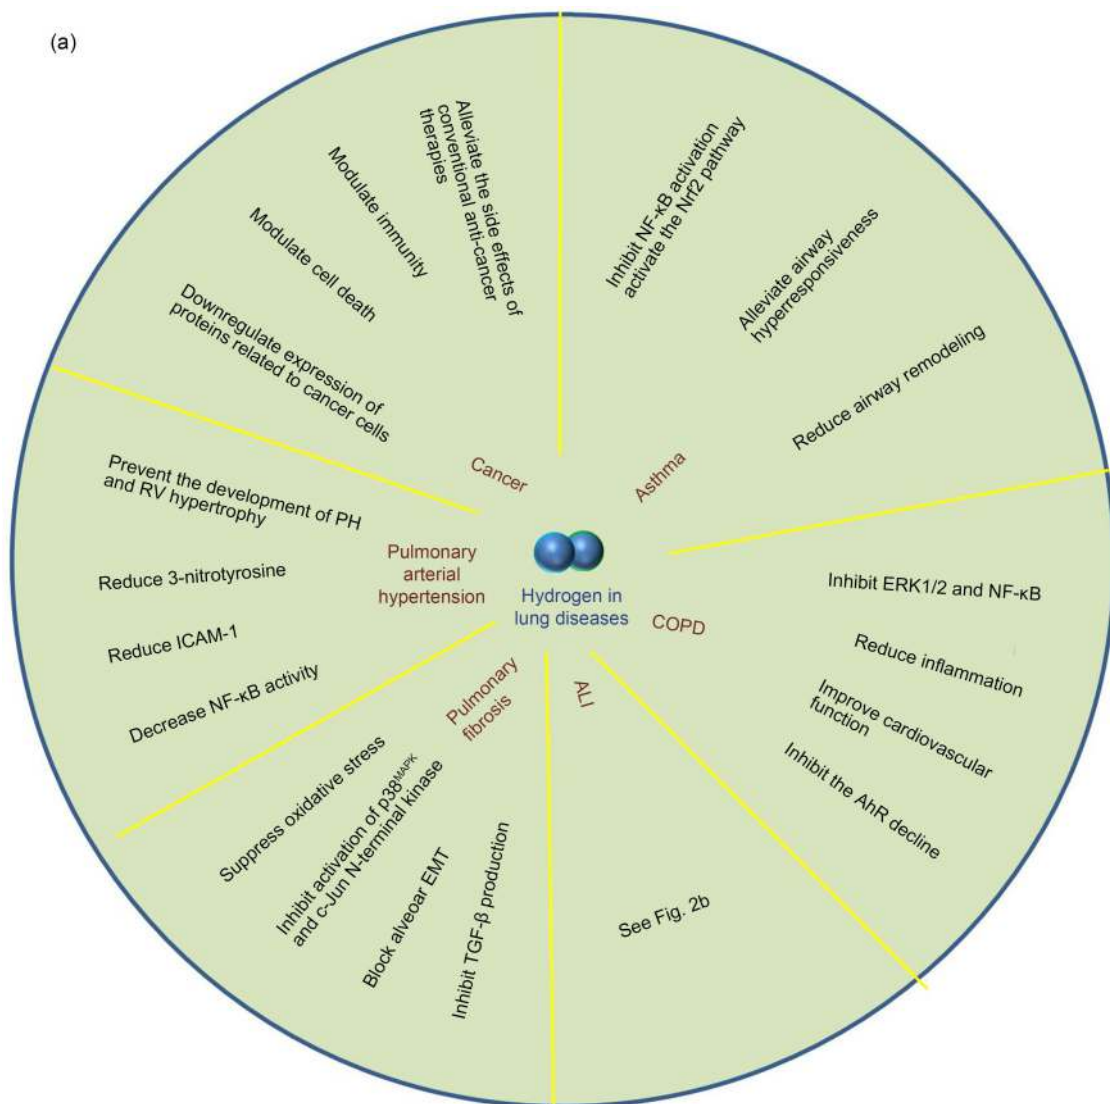 (a)
Hydrogen in
lung diseases
Asthma
Inhibit NF-κB activation
activate the Nrf2 pathway
Alleviate airway
hyperresponsiveness
Reduce airway remodeling
COPD
Inhibit ERK1/2 and NF-κB
Reduce inflammation
Improve cardiovascular
function
Inhibit the AhR decline
ALI
See Fig. 2b
Pulmonary
fibrosis
Suppress oxidative stress
Inhibit activation of p38ᴹᴬᴾᴷ
and c-Jun N-terminal kinase
Block alveoar EMT
Inhibit TGF-β production
Pulmonary
arterial
hypertension
Prevent the development of PH
and RV hypertrophy
Reduce 3-nitrotyrosine
Reduce ICAM-1
Decrease NF-κB activity
Cancer
Downregulate expression of
proteins related to cancer cells
Modulate cell death
Modulate immunity
Alleviate the side effects of
conventional anti-cancer
therapies